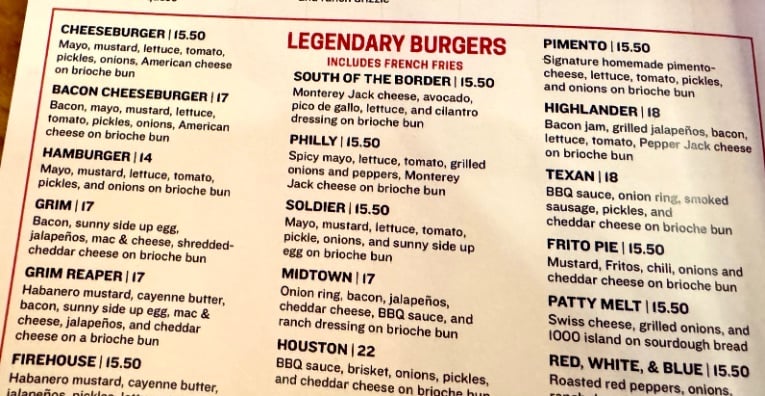 and ranch drizzle
CHEESEBURGER | 15.50
Mayo, mustard, lettuce, tomato,
pickles, onions, American cheese
on brioche bun
BACON CHEESEBURGER | 17
Bacon, mayo, mustard, lettuce,
tomato, pickles, onions, American
cheese on brioche bun
HAMBURGER | 14
Mayo, mustard, lettuce, tomato,
pickles, and onions on brioche bun
GRIM | 17
Bacon, sunny side up egg,
jalapeños, mac & cheese, shredded-
cheddar cheese on brioche bun
GRIM REAPER | 17
Habanero mustard, cayenne butter,
bacon, sunny side up egg, mac &
cheese, jalapeños, and cheddar
cheese on a brioche bun
FIREHOUSE | 15.50
Habanero mustard, cayenne butter,
jalapeños, pickles,
LEGENDARY BURGERS
INCLUDES FRENCH FRIES
SOUTH OF THE BORDER | 15.50
Monterey Jack cheese, avocado,
pico de gallo, lettuce, and cilantro
dressing on brioche bun
PHILLY | 15.50
Spicy mayo, lettuce, tomato, grilled
onions and peppers, Monterey
Jack cheese on brioche bun
SOLDIER | 15.50
Mayo, mustard, lettuce, tomato,
pickle, onions, and sunny side up
egg on brioche bun
MIDTOWN | 17
Onion ring, bacon, jalapeños,
cheddar cheese, BBQ sauce, and
ranch dressing on brioche bun
HOUSTON | 22
BBQ sauce, brisket, onions, pickles,
and cheddar cheese on brioche bun
PIMENTO | 15.50
Signature homemade pimento-
cheese, lettuce, tomato, pickles,
and onions on brioche bun
HIGHLANDER | 18
Bacon jam, grilled jalapeños, bacon,
lettuce, tomato, Pepper Jack cheese
on brioche bun
TEXAN | 18
BBQ sauce, onion ring, smoked
sausage, pickles, and
cheddar cheese on brioche bun
FRITO PIE | 15.50
Mustard, Fritos, chili, onions and
cheddar cheese on brioche bun
PATTY MELT | 15.50
Swiss cheese, grilled onions, and
1000 island on sourdough bread
RED, WHITE, & BLUE | 15.50
Roasted red peppers, onions,